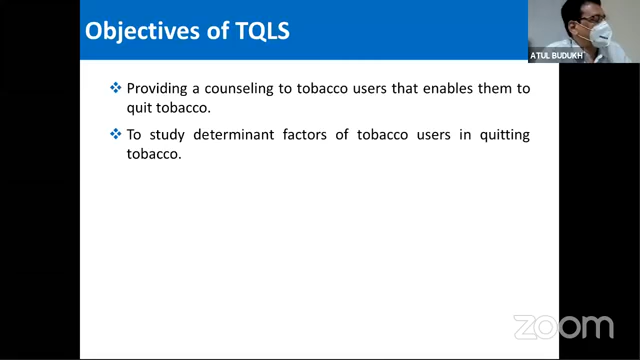 Objectives of TQLS
ATUL BUDUKH
❖ Providing a counseling to tobacco users that enables them to
quit tobacco.
❖ To study determinant factors of tobacco users in quitting
tobacco.
zoom